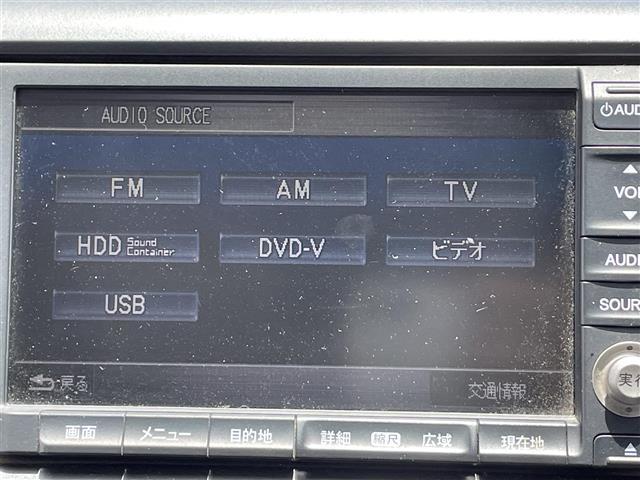 AUDIO SOURCE
FM AM TV
HDD Sound Container DVD-V ビデオ
USB
戻る 交通情報
画面 メニュー 目的地 詳細 縮尺 広域 現在地
AUD
VO
AUDI
SOUR
実行